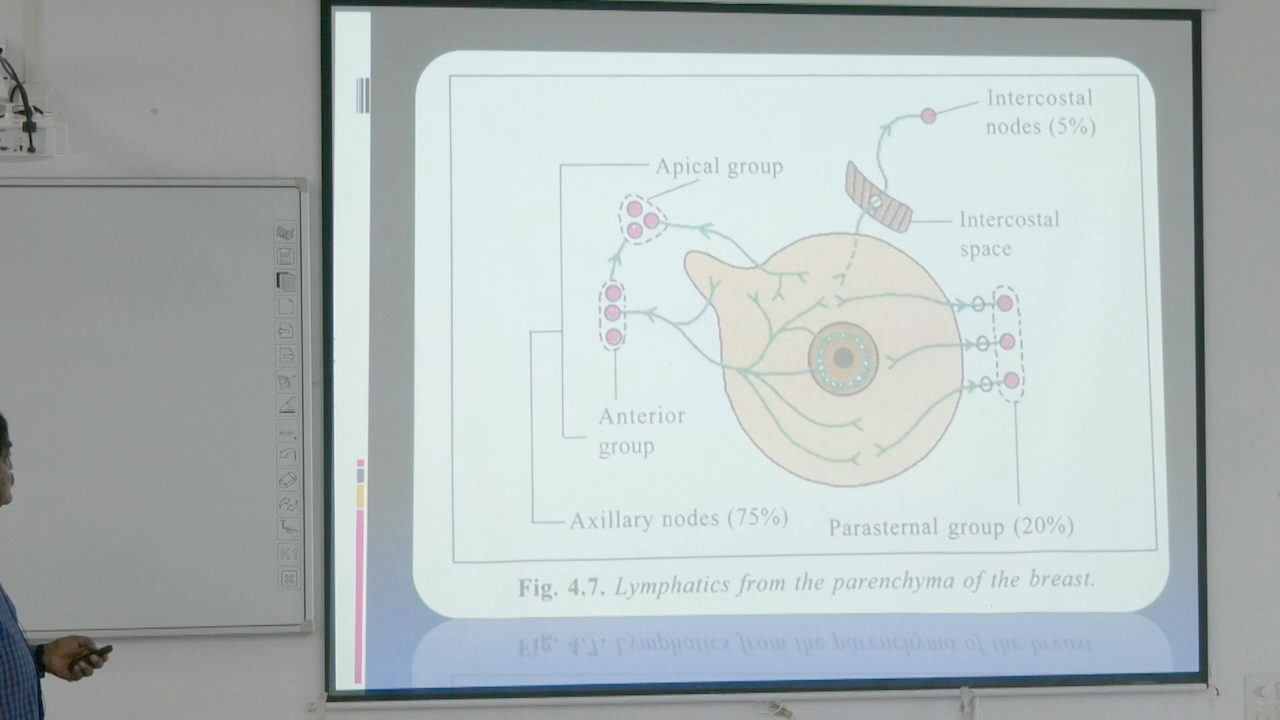 Intercostal
nodes (5%)
Apical group
Intercostal
space
Anterior
group
Axillary nodes (75%)
Parasternal group (20%)
Fig. 4.7. Lymphatics from the parenchyma of the breast.